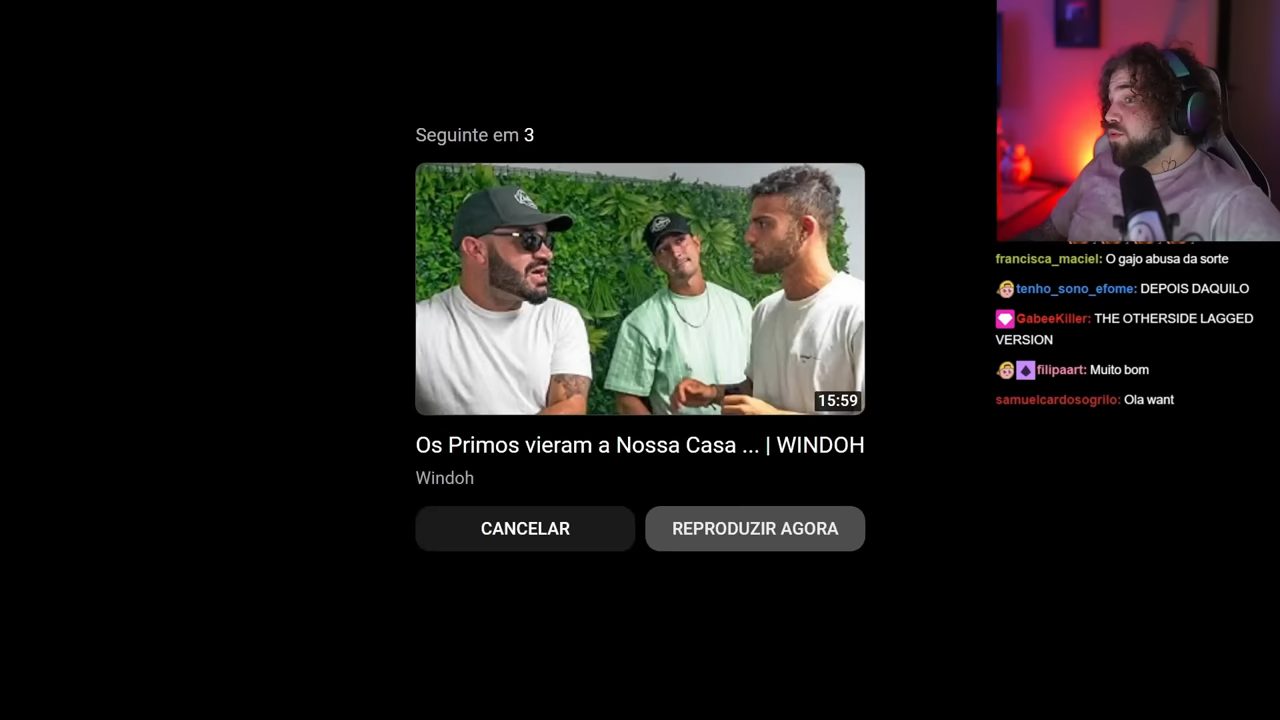 Seguinte em 3
15:59
Os Primos vieram a Nossa Casa ... | WINDOH
Windoh
CANCELAR
REPRODUZIR AGORA
francisca_maciel: O gajo abusa da sorte
tenho_sono_efome: DEPOIS DAQUILO
GabeeKiller: THE OTHERSIDE LAGGED
VERSION
filipaart: Muito bom
samuelcardosogrilo: Ola want